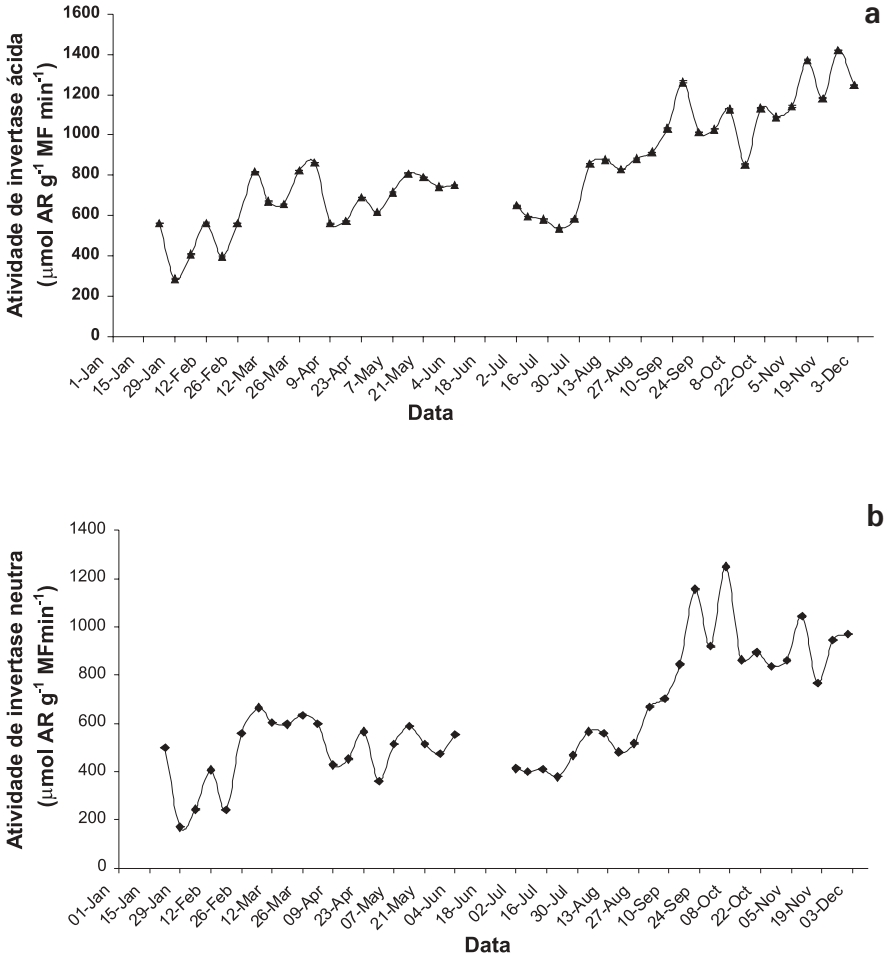 a
Atividade de invertase ácida
(μmol AR g⁻¹ MF min⁻¹)
1600
1400
1200
1000
800
600
400
200
0
1-Jan
15-Jan
29-Jan
12-Feb
26-Feb
12-Mar
26-Mar
9-Apr
23-Apr
7-May
21-May
4-Jun
18-Jun
2-Jul
16-Jul
30-Jul
13-Aug
27-Aug
10-Sep
24-Sep
8-Oct
22-Oct
5-Nov
19-Nov
3-Dec
Data
b
Atividade de invertase neutra
(μmol AR g⁻¹ MFmin⁻¹)
1400
1200
1000
800
600
400
200
0
01-Jan
15-Jan
29-Jan
12-Feb
26-Feb
12-Mar
26-Mar
09-Apr
23-Apr
07-May
21-May
04-Jun
18-Jun
02-Jul
16-Jul
30-Jul
13-Aug
27-Aug
10-Sep
24-Sep
08-Oct
22-Oct
05-Nov
19-Nov
03-Dec
Data